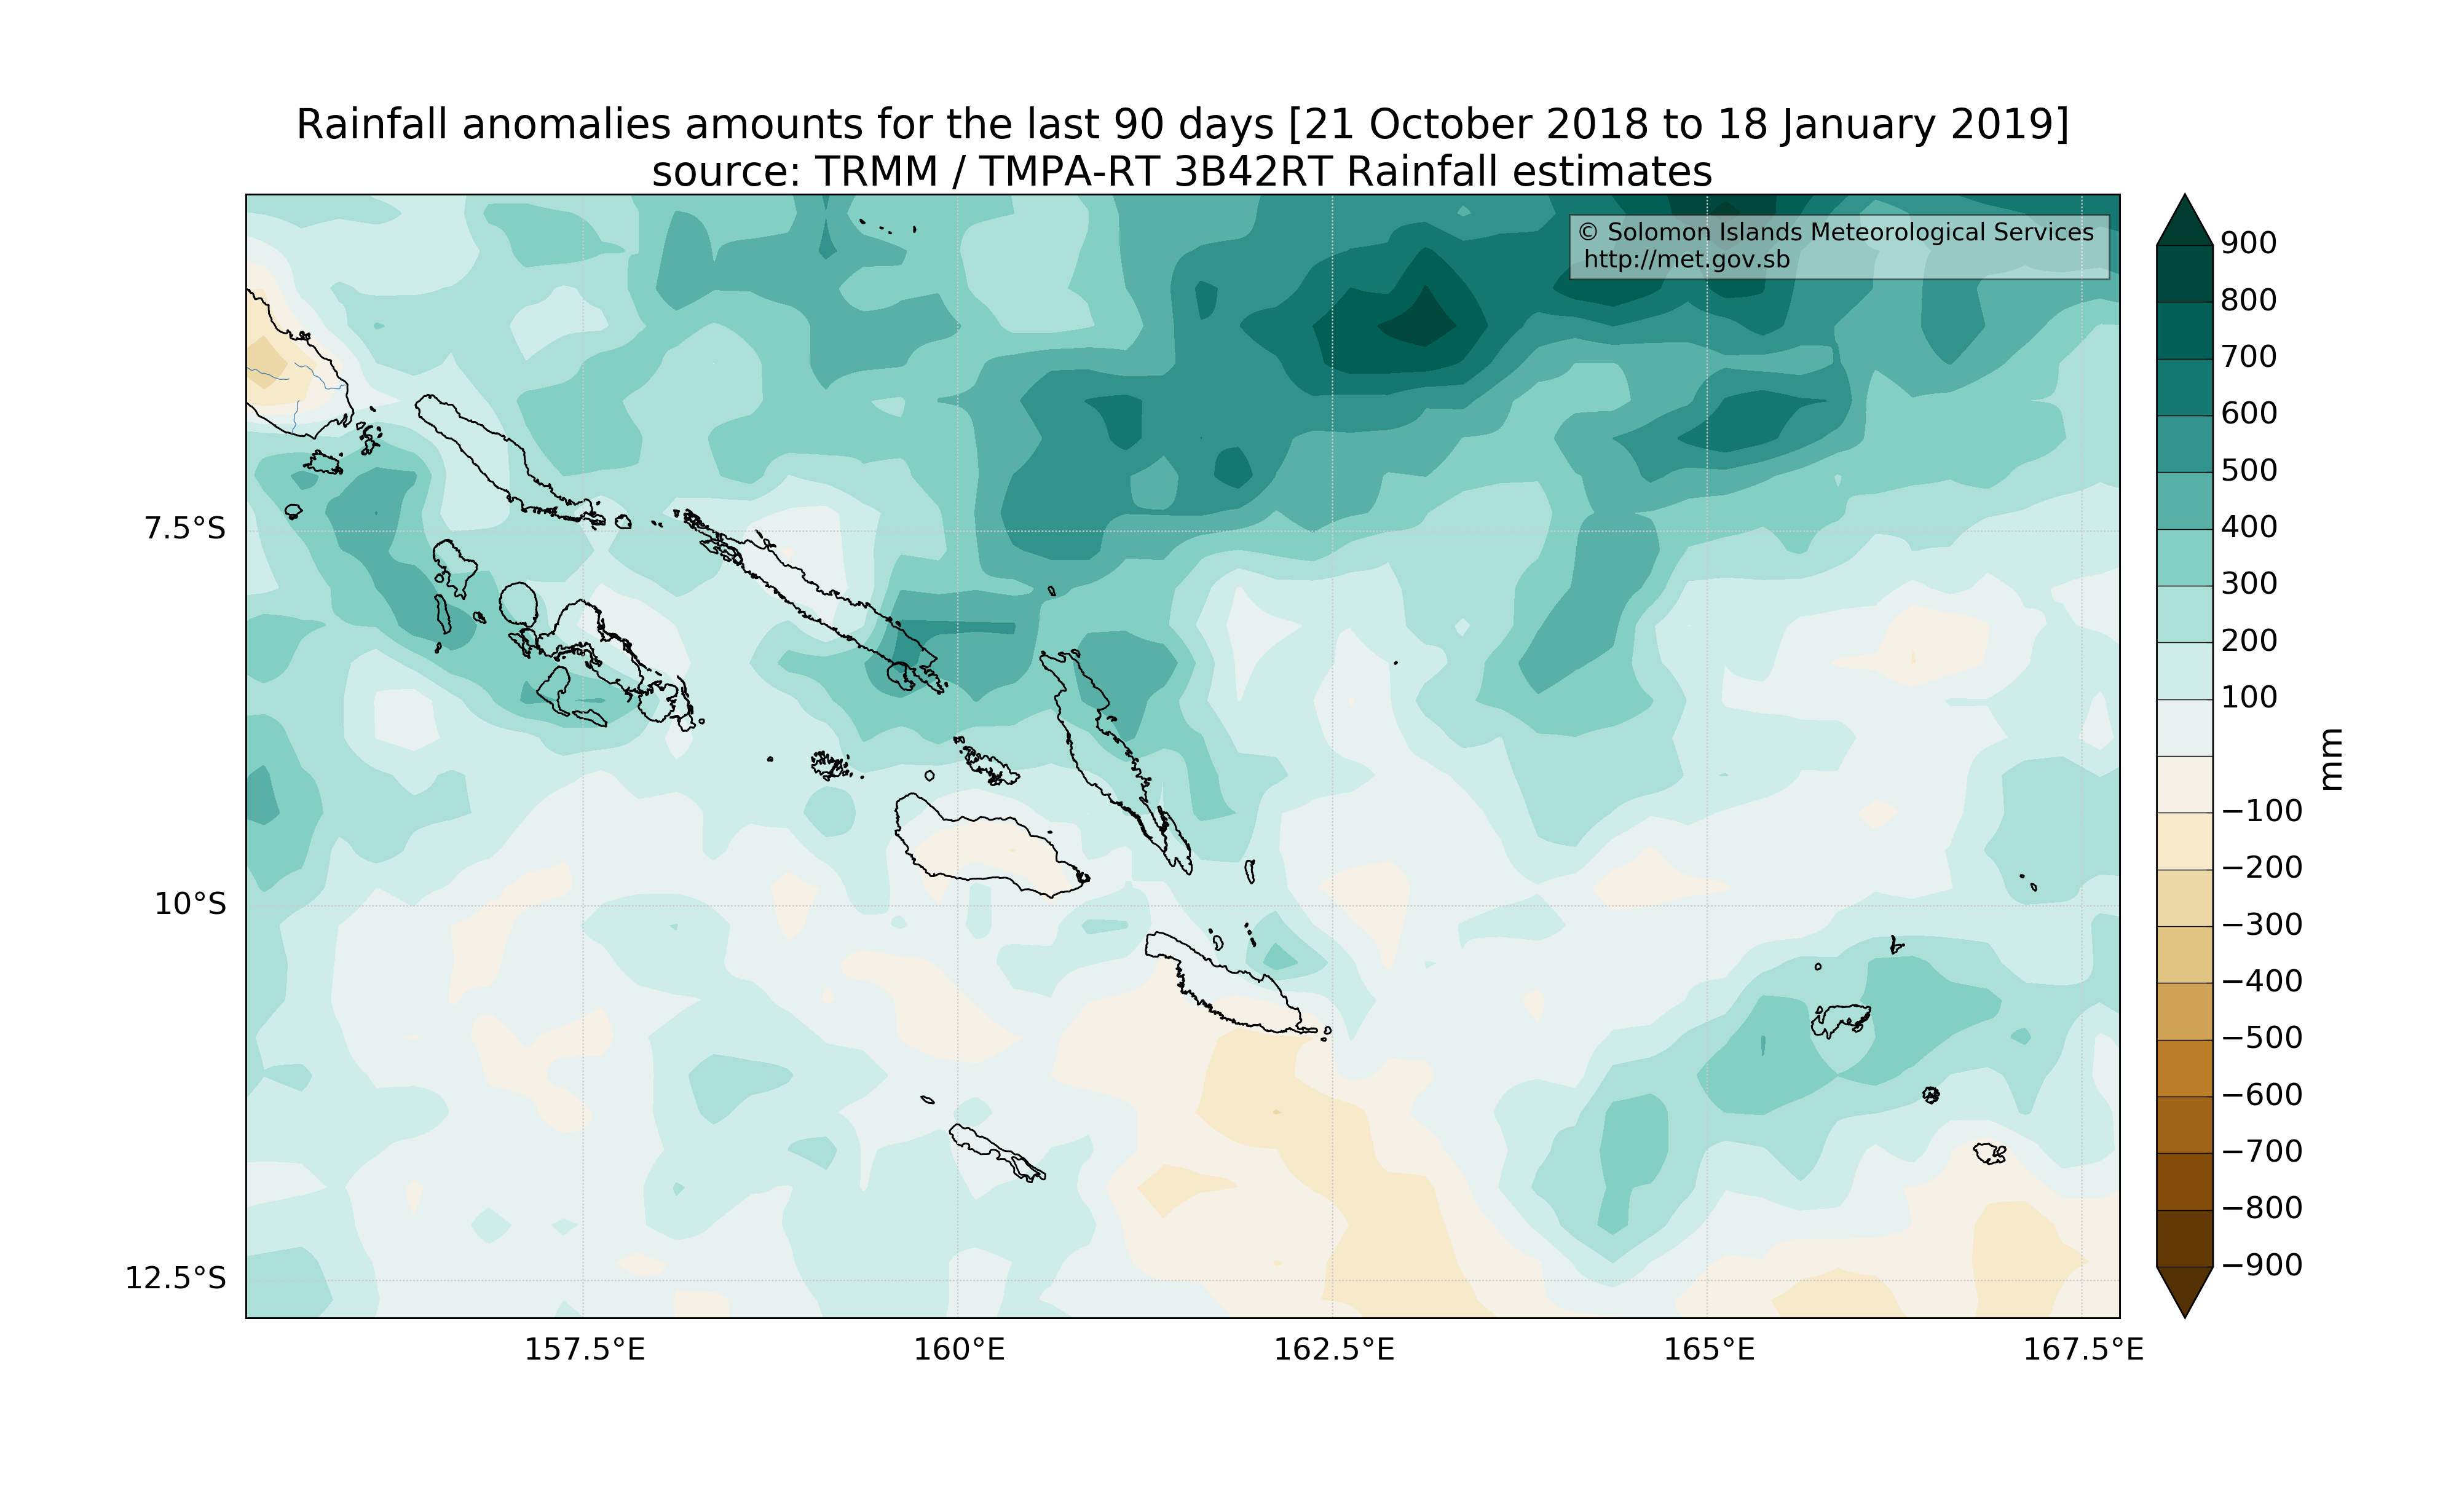 Rainfall anomalies amounts for the last 90 days [21 October 2018 to 18 January 2019]
source: TRMM / TMPA-RT 3B42RT Rainfall estimates
© Solomon Islands Meteorological Services
http://met.gov.sb
7.5°S
10°S
12.5°S
157.5°E
160°E
162.5°E
165°E
167.5°E
900
800
700
600
500
400
300
200
100
−100
−200
−300
−400
−500
−600
−700
−800
−900
mm